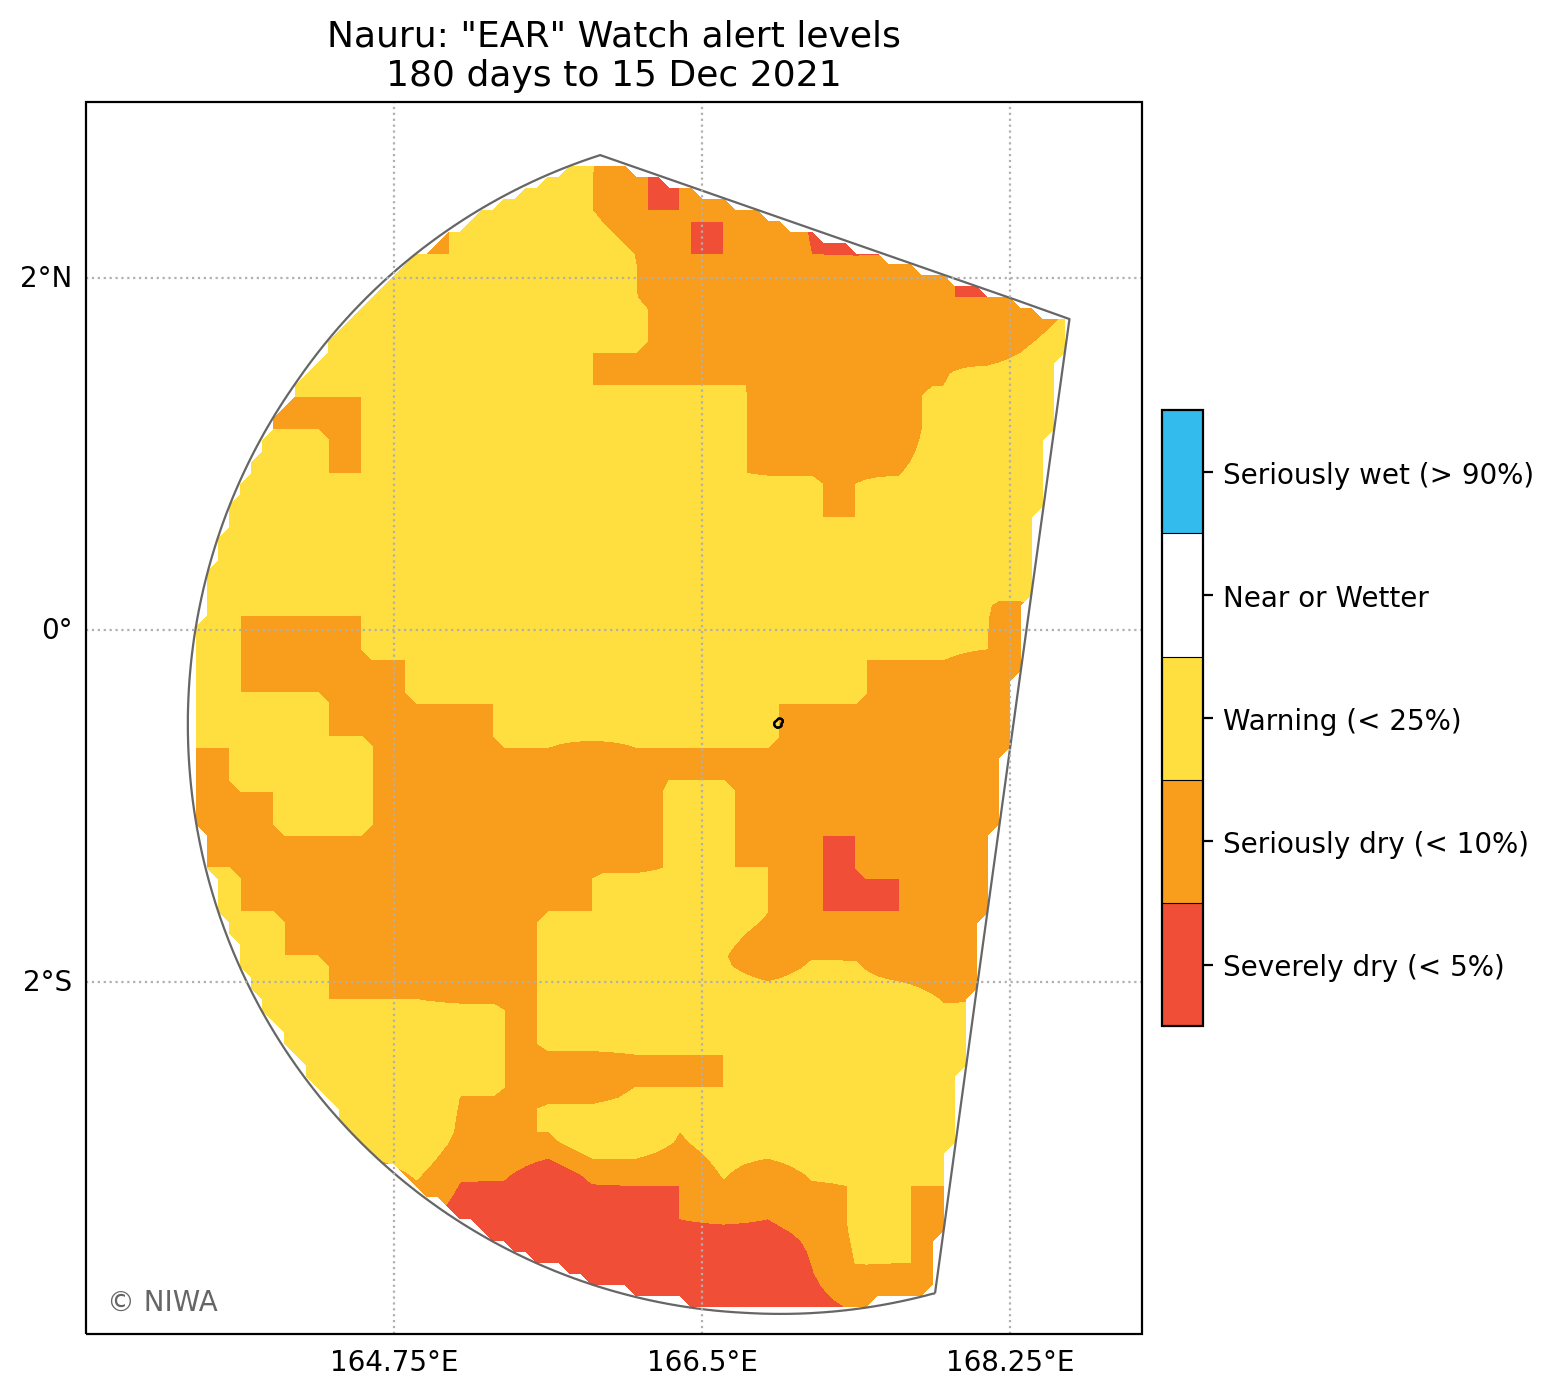 Nauru: "EAR" Watch alert levels
180 days to 15 Dec 2021
2°N
0°
2°S
164.75°E
166.5°E
168.25°E
Seriously wet (> 90%)
Near or Wetter
Warning (< 25%)
Seriously dry (< 10%)
Severely dry (< 5%)
© NIWA